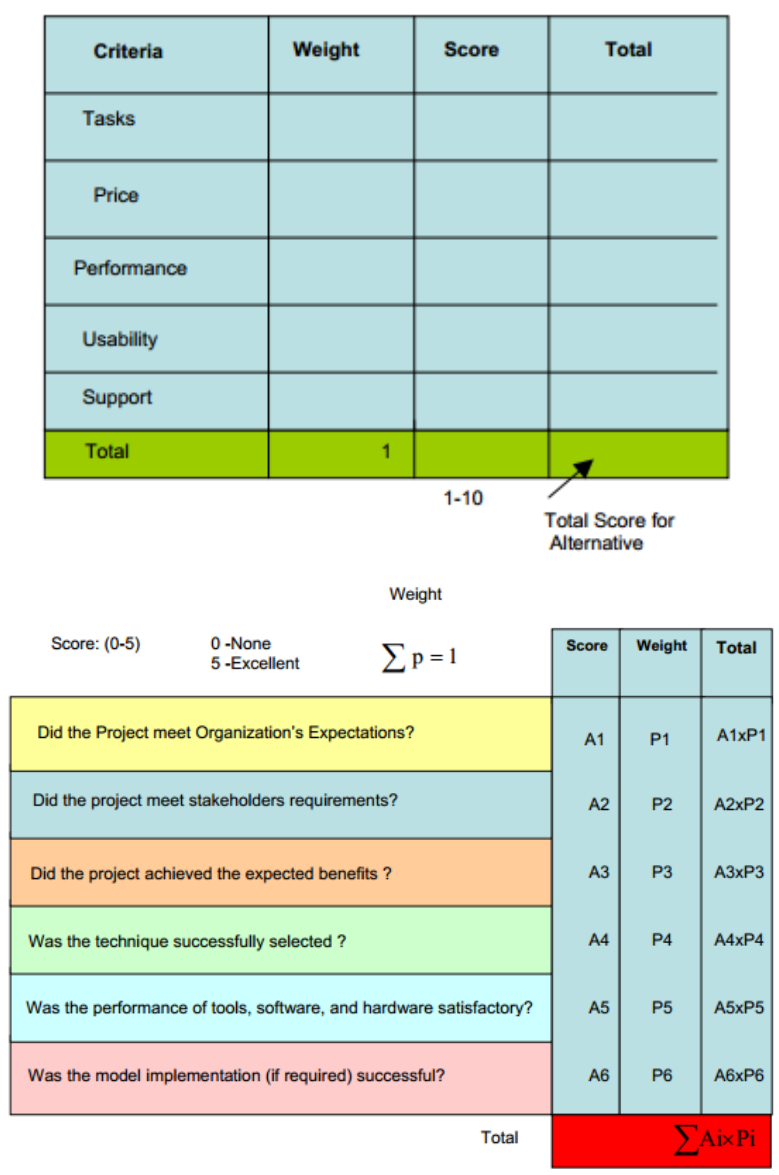 Criteria Weight Score Total
Tasks
Price
Performance
Usability
Support
Total 1
1-10
Total Score for
Alternative
Weight
Score: (0-5) 0 -None ∑ p = 1 Score Weight Total
5 -Excellent
Did the Project meet Organization's Expectations? A1 P1 A1xP1
Did the project meet stakeholders requirements? A2 P2 A2xP2
Did the project achieved the expected benefits ? A3 P3 A3xP3
Was the technique successfully selected ? A4 P4 A4xP4
Was the performance of tools, software, and hardware satisfactory? A5 P5 A5xP5
Was the model implementation (if required) successful? A6 P6 A6xP6
Total ∑Ai×Pi